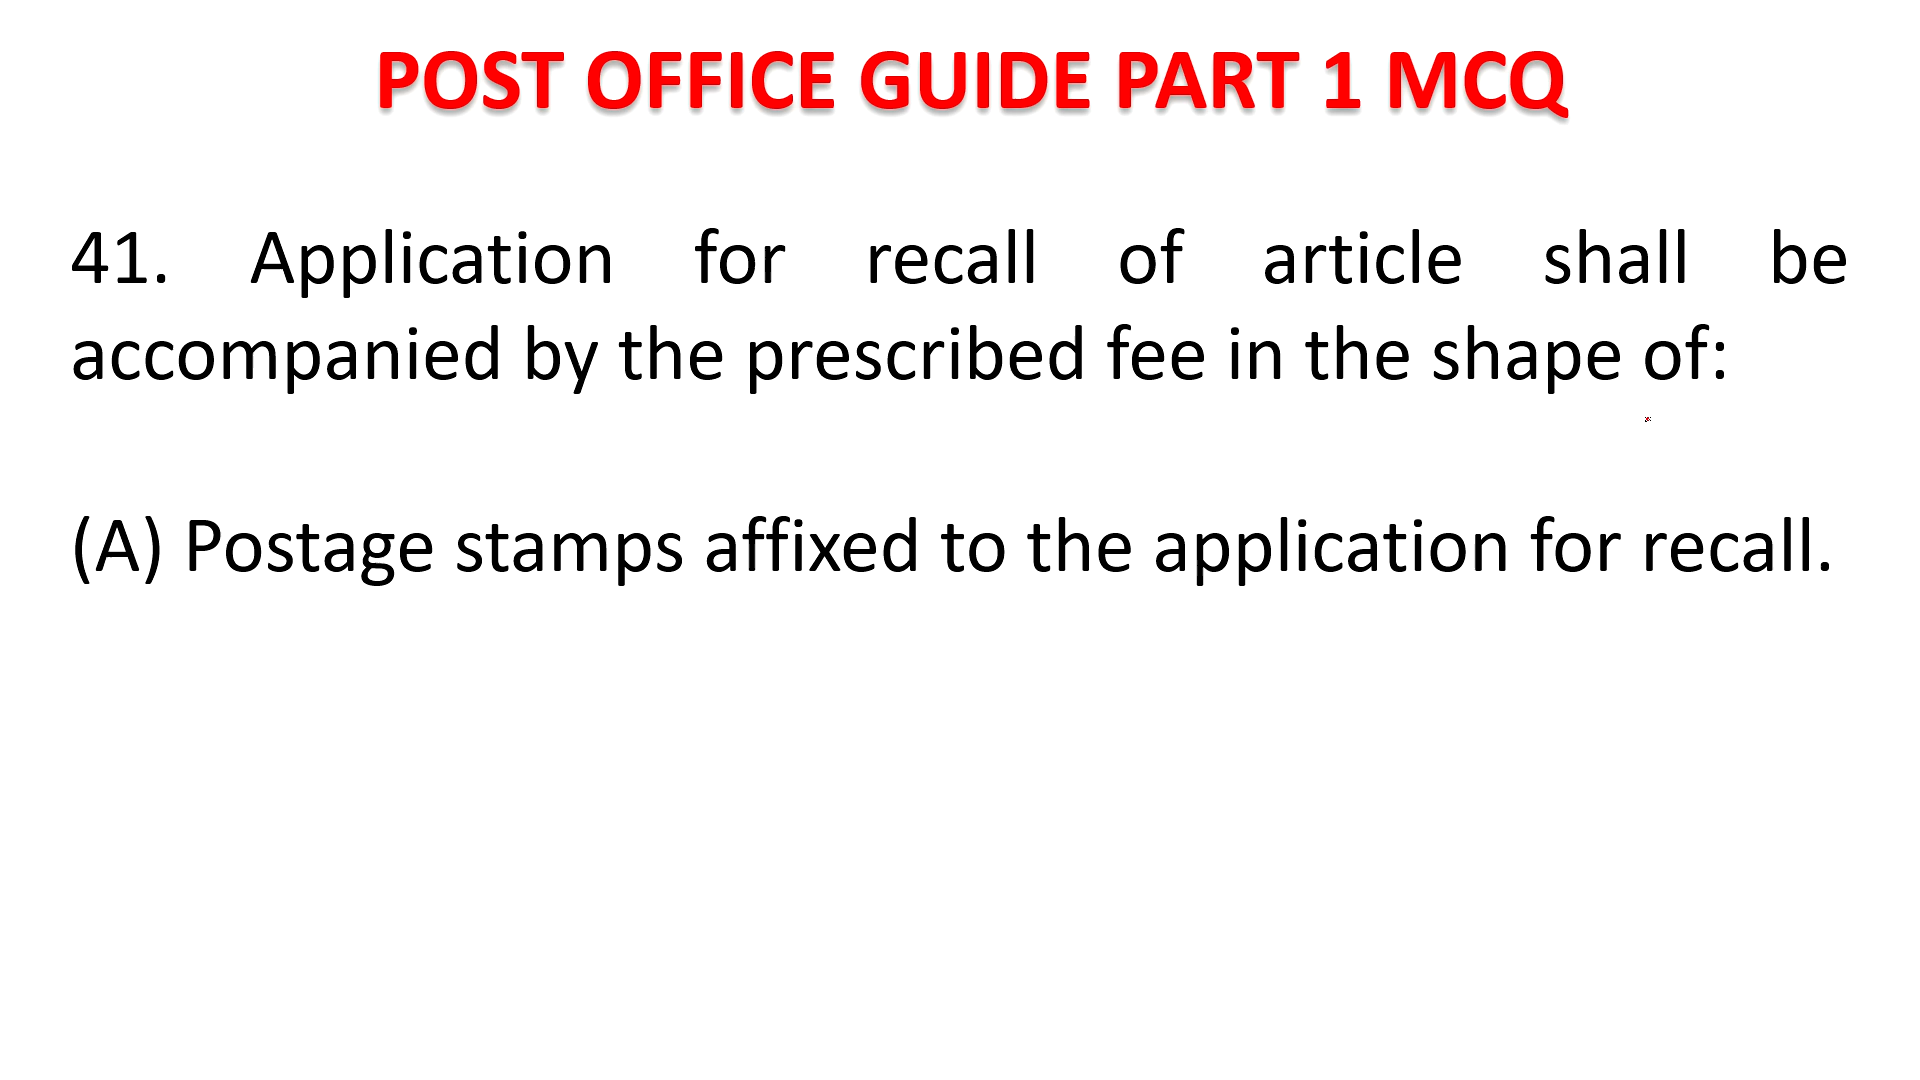 POST OFFICE GUIDE PART 1 MCQ
41. Application for recall of article shall be
accompanied by the prescribed fee in the shape of:
(A) Postage stamps affixed to the application for recall.